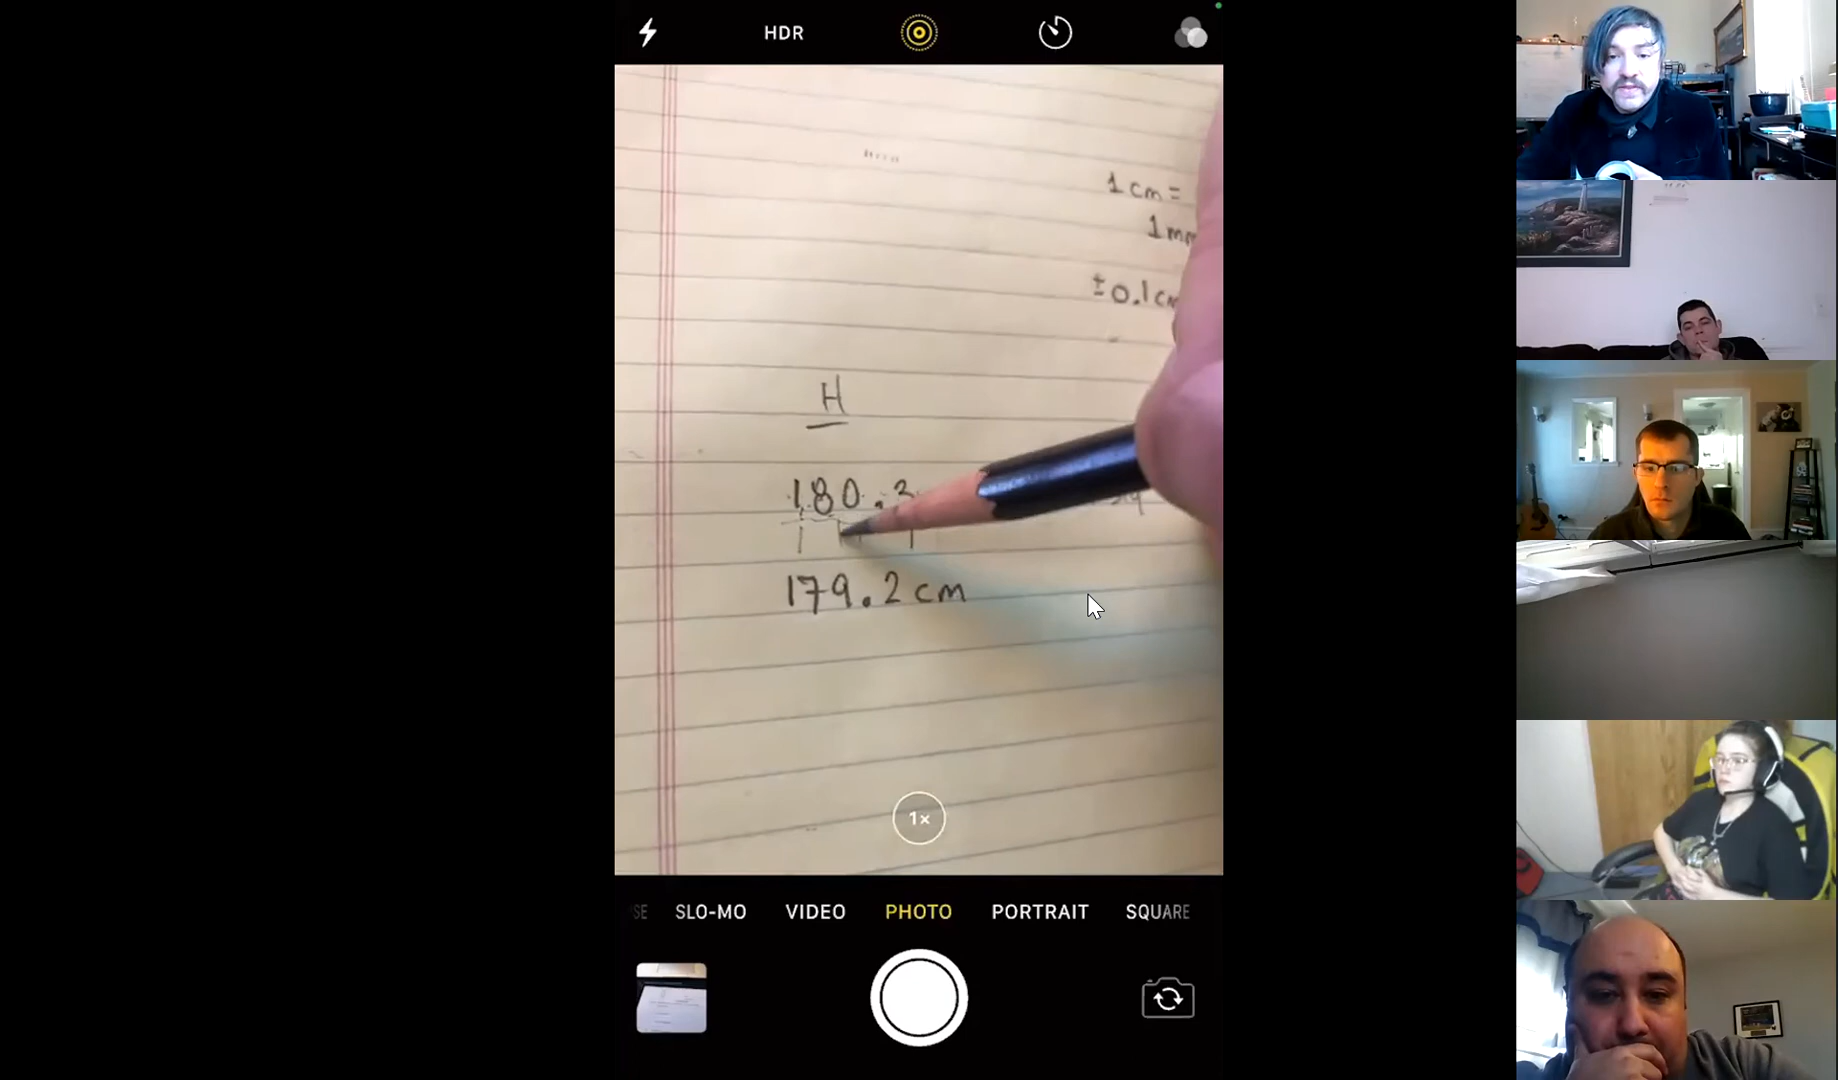 HDR
1 cm =
1 mm
±0.1 cm
H
180.3
179.2 cm
1×
SLO-MO VIDEO PHOTO PORTRAIT SQUARE